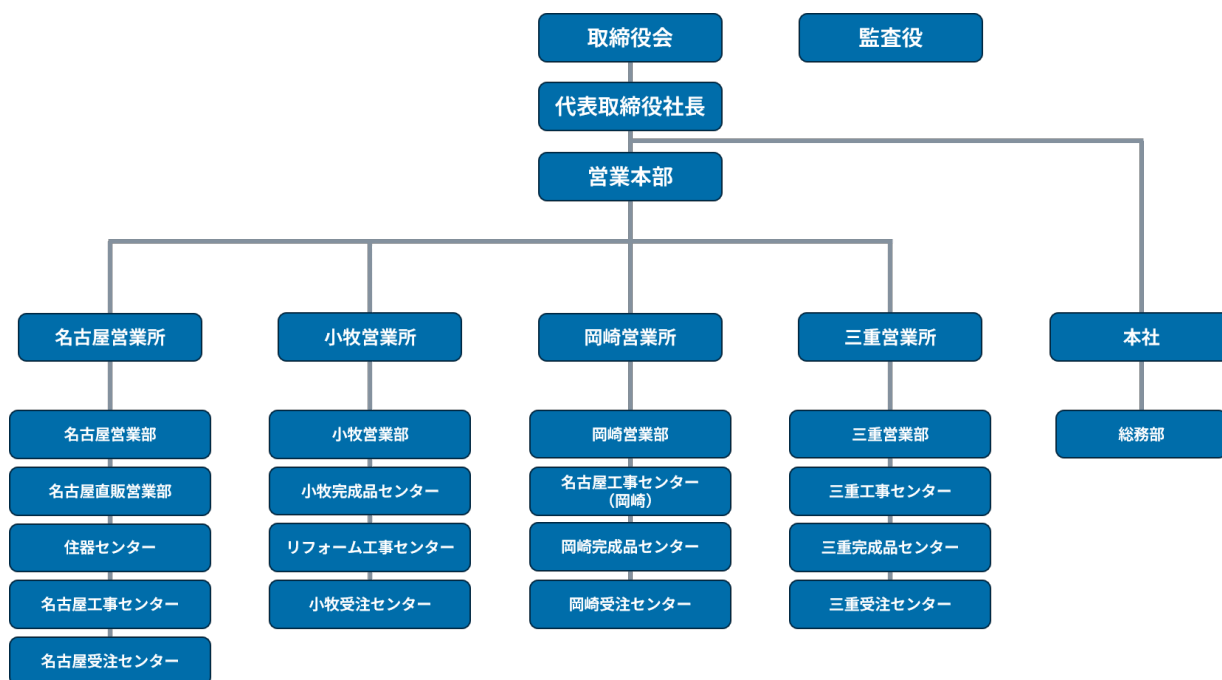 取締役会
監査役
代表取締役社長
営業本部
名古屋営業所
小牧営業所
岡崎営業所
三重営業所
本社
名古屋営業部
小牧営業部
岡崎営業部
三重営業部
総務部
名古屋直販営業部
小牧完成品センター
名古屋工事センター
（岡崎）
三重工事センター
住器センター
リフォーム工事センター
岡崎完成品センター
三重完成品センター
名古屋工事センター
小牧受注センター
岡崎受注センター
三重受注センター
名古屋受注センター